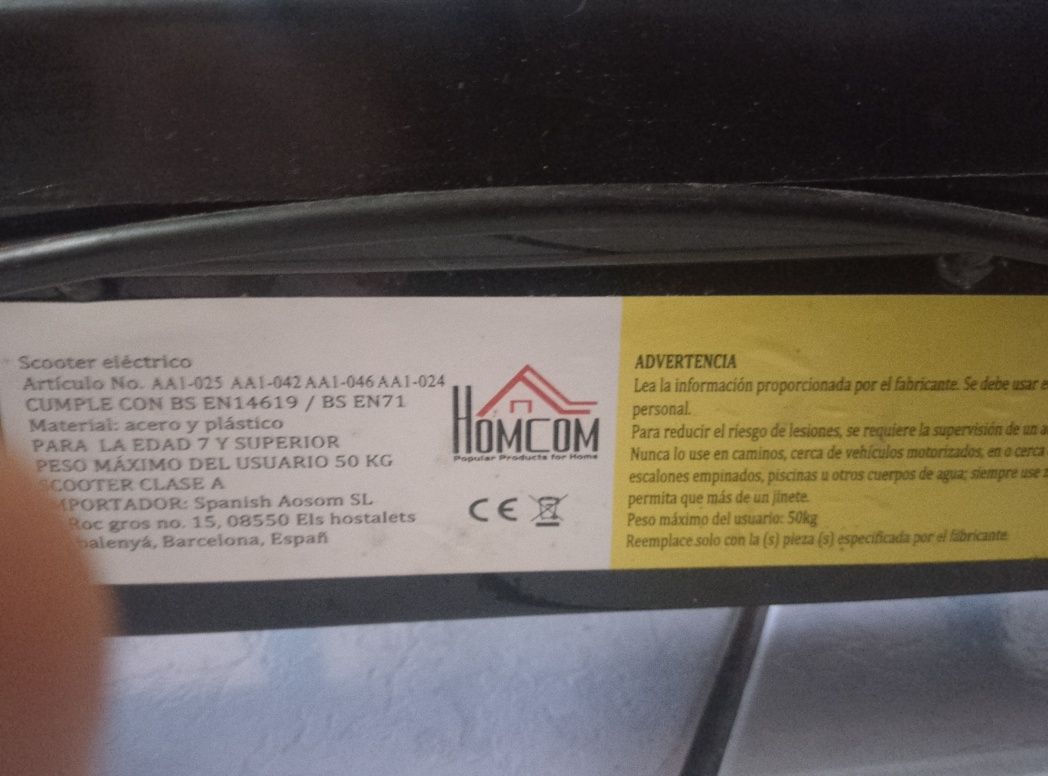 Scooter eléctrico
Artículo No. AA1-025 AA1-042 AA1-046 AA1-024
CUMPLE CON BS EN14619 / BS EN71
Material: acero y plástico
PARA LA EDAD 7 Y SUPERIOR
PESO MÁXIMO DEL USUARIO 50 KG
SCOOTER CLASE A
IMPORTADOR: Spanish Aosom SL
Roc gros no. 15, 08550 Els hostalets
Barcelona, Españ
HOMCOM
Popular Products for Home
CE
ADVERTENCIA
Lea la información proporcionada por el fabricante. Se debe usar
personal.
Para reducir el riesgo de lesiones, se requiere la supervisión de un
Nunca lo use en caminos, cerca de vehículos motorizados, en o cerca
escalones empinados, piscinas u otros cuerpos de agua; siempre use
permita que más de un jinete.
Peso máximo del usuario: 50kg
Reemplace solo con la (s) pieza (s) especificada por el fabricante